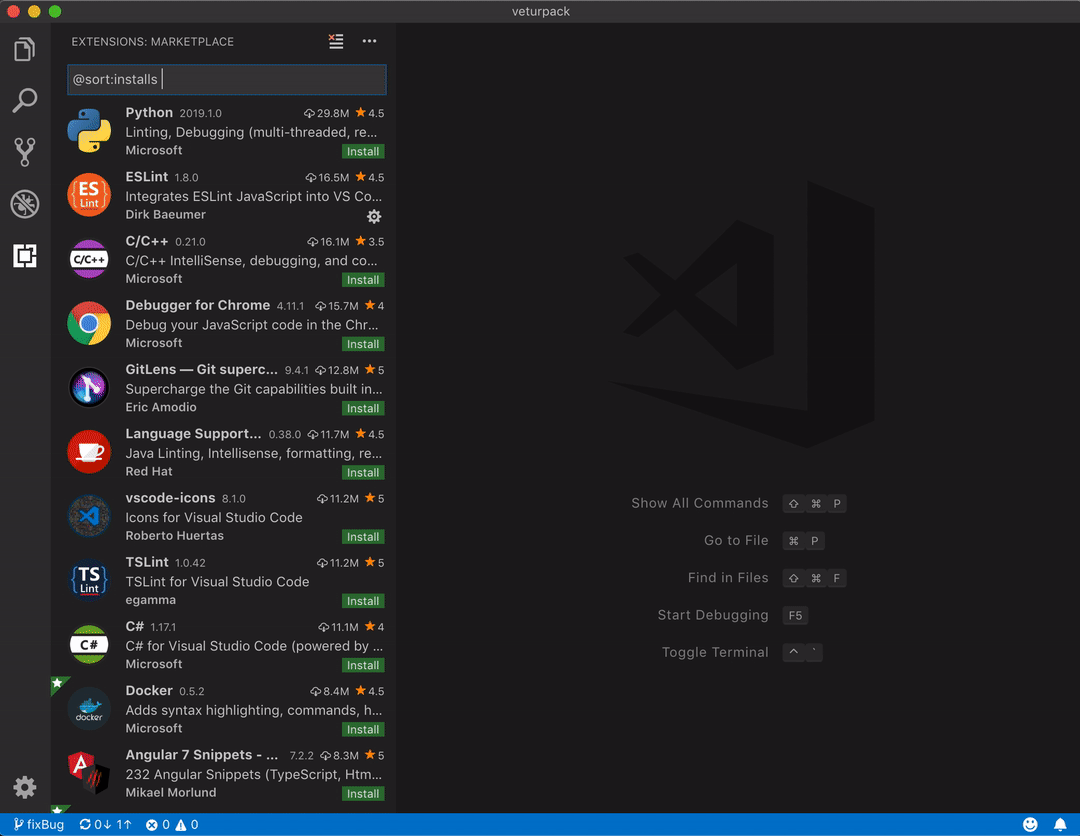 veturpack
EXTENSIONS: MARKETPLACE
@sort:installs
Python 2019.1.0 29.8M 4.5
Linting, Debugging (multi-threaded, re...
Microsoft Install
ES Lint
ESLint 1.8.0 16.5M 4.5
Integrates ESLint JavaScript into VS Co...
Dirk Baeumer
C/C++
C/C++ 0.21.0 16.1M 3.5
C/C++ IntelliSense, debugging, and co...
Microsoft Install
Debugger for Chrome 4.11.1 15.7M 4
Debug your JavaScript code in the Chr...
Microsoft Install
GitLens — Git superc... 9.4.1 12.8M 5
Supercharge the Git capabilities built in...
Eric Amodio Install
Language Support... 0.38.0 11.7M 4.5
Java Linting, Intellisense, formatting, re...
Red Hat Install
vscode-icons 8.1.0 11.2M 5
Icons for Visual Studio Code
Roberto Huertas Install
TS Lint
TSLint 1.0.42 11.2M 5
TSLint for Visual Studio Code
egamma Install
C#
C# 1.17.1 11.1M 4
C# for Visual Studio Code (powered by ...
Microsoft Install
docker
Docker 0.5.2 8.4M 4.5
Adds syntax highlighting, commands, h...
Microsoft Install
A
Angular 7 Snippets - ... 7.2.2 8.3M 5
232 Angular Snippets (TypeScript, Htm...
Mikael Morlund Install
Show All Commands ⇧ ⌘ P
Go to File ⌘ P
Find in Files ⇧ ⌘ F
Start Debugging F5
Toggle Terminal ^ `
fixBug 0↓ 1↑ 0 0